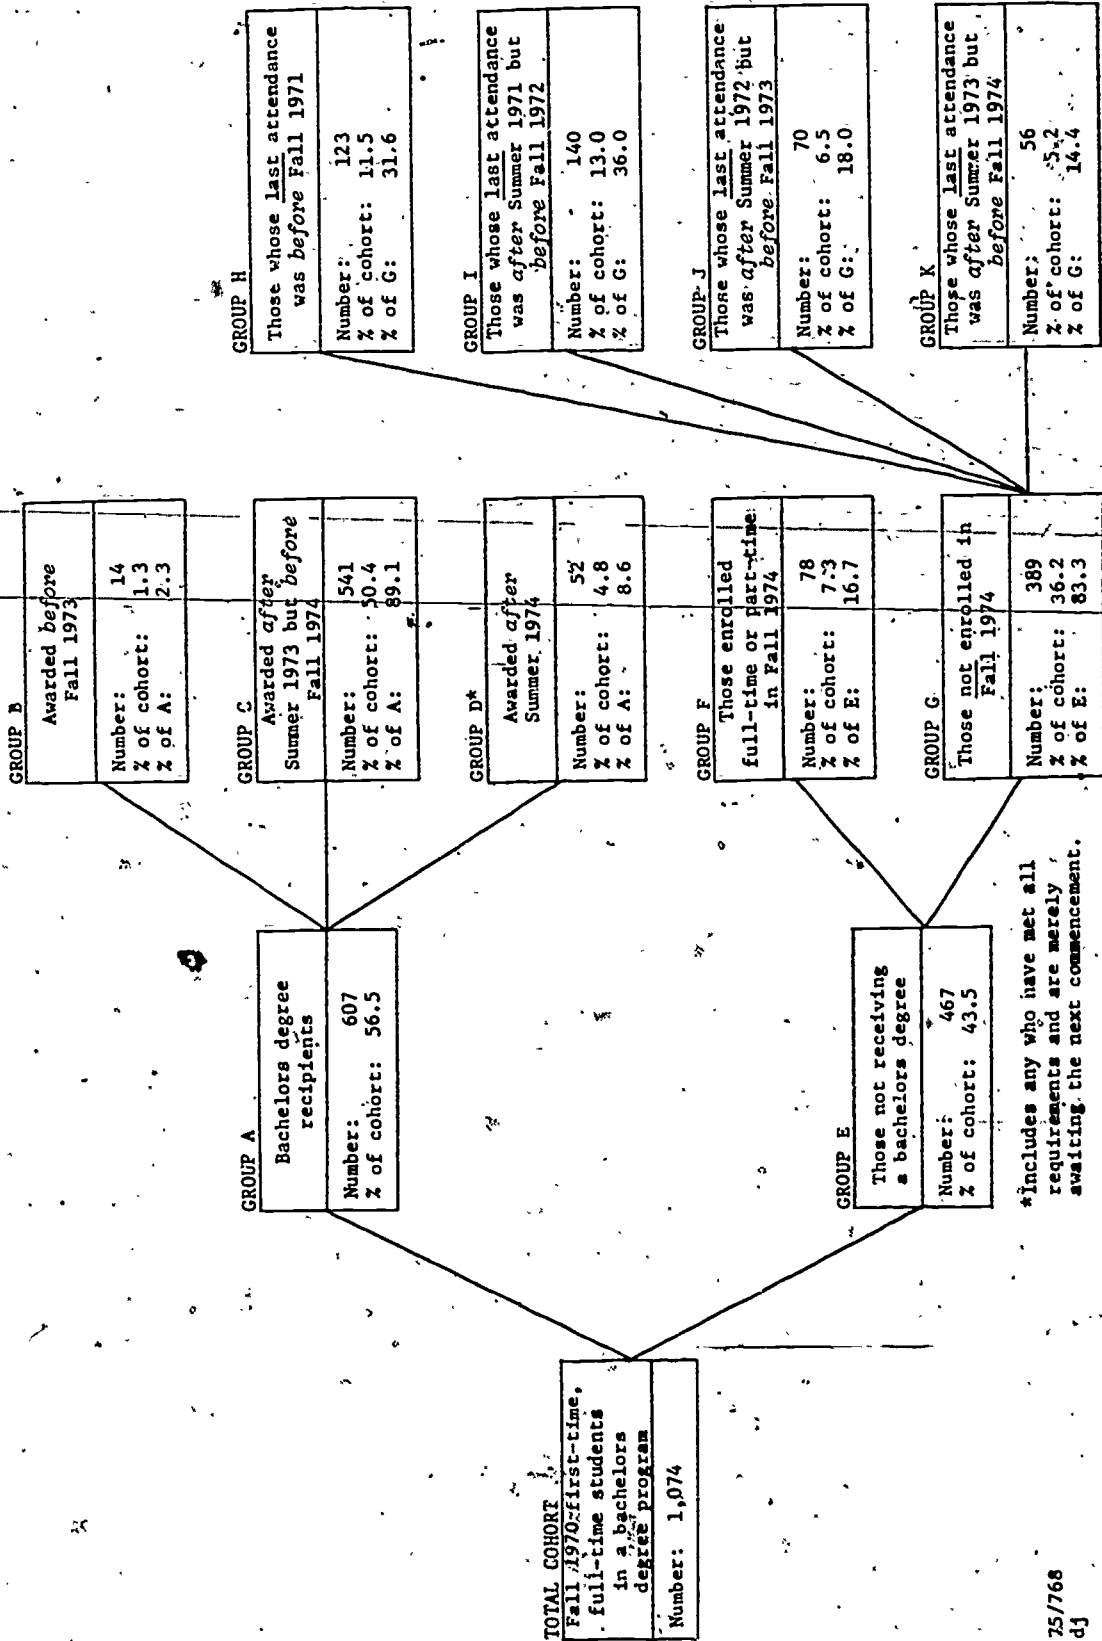 TOTAL COHORT
Fall 1970 first-time,
full-time students
in a bachelors
degree program
Number: 1,074
GROUP A
Bachelors degree
recipients
Number: 607
% of cohort: 56.5
GROUP E
Those not receiving
a bachelors degree
Number: 467
% of cohort: 43.5
GROUP B
Awarded before
Fall 1973
Number: 14
% of cohort: 1.3
% of A: 2.3
GROUP C
Awarded after
Summer 1973 but before
Fall 1974
Number: 541
% of cohort: 50.4
% of A: 89.1
GROUP D*
Awarded after
Summer 1974
Number: 52
% of cohort: 4.8
% of A: 8.6
GROUP F
Those enrolled
full-time or part-time
in Fall 1974
Number: 78
% of cohort: 7.3
% of E: 16.7
GROUP G
Those not enrolled in
Fall 1974
Number: 389
% of cohort: 36.2
% of E: 83.3
GROUP H
Those whose last attendance
was before Fall 1971
Number: 123
% of cohort: 11.5
% of G: 31.6
GROUP I
Those whose last attendance
was after Summer 1971 but
before Fall 1972
Number: 140
% of cohort: 13.0
% of G: 36.0
GROUP J
Those whose last attendance
was after Summer 1972 but
before Fall 1973
Number: 70
% of cohort: 6.5
% of G: 18.0
GROUP K
Those whose last attendance
was after Summer 1973 but
before Fall 1974
Number: 56
% of cohort: 5.2
% of G: 14.4
*Includes any who have met all
requirements and are merely
awaiting the next commencement.
75/768
dj